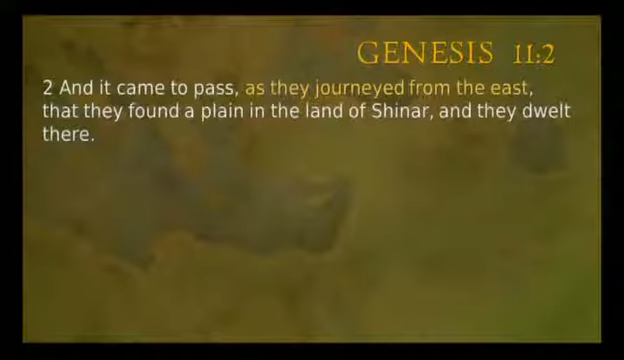 GENESIS 11:2
2 And it came to pass, as they journeyed from the east,
that they found a plain in the land of Shinar, and they dwelt
there.